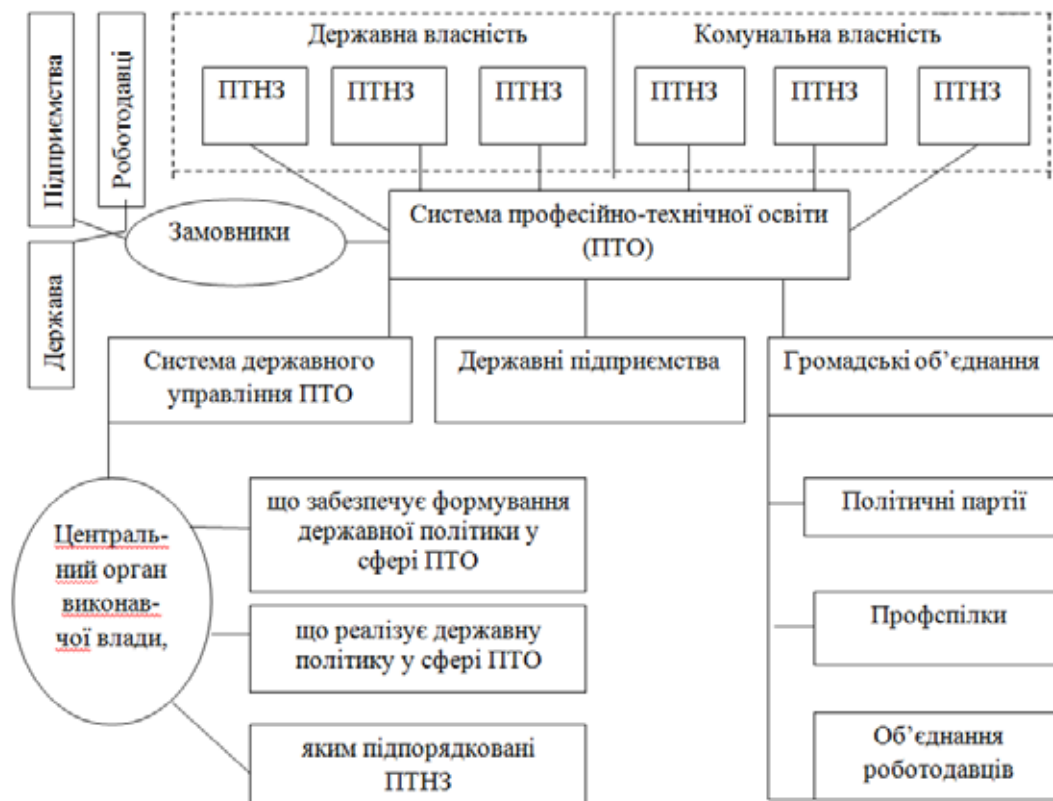 Підприємства
Роботодавці
Державна власність
Комунальна власність
ПТНЗ
ПТНЗ
ПТНЗ
ПТНЗ
ПТНЗ
ПТНЗ
Держава
Замовники
Система професійно-технічної освіти
(ПТО)
Система державного
управління ПТО
Державні підприємства
Громадські об’єднання
Централь-
ний орган
виконав-
чої влади,
що забезпечує формування
державної політики у
сфері ПТО
що реалізує державну
політику у сфері ПТО
яким підпорядковані
ПТНЗ
Політичні партії
Профспілки
Об’єднання
роботодавців